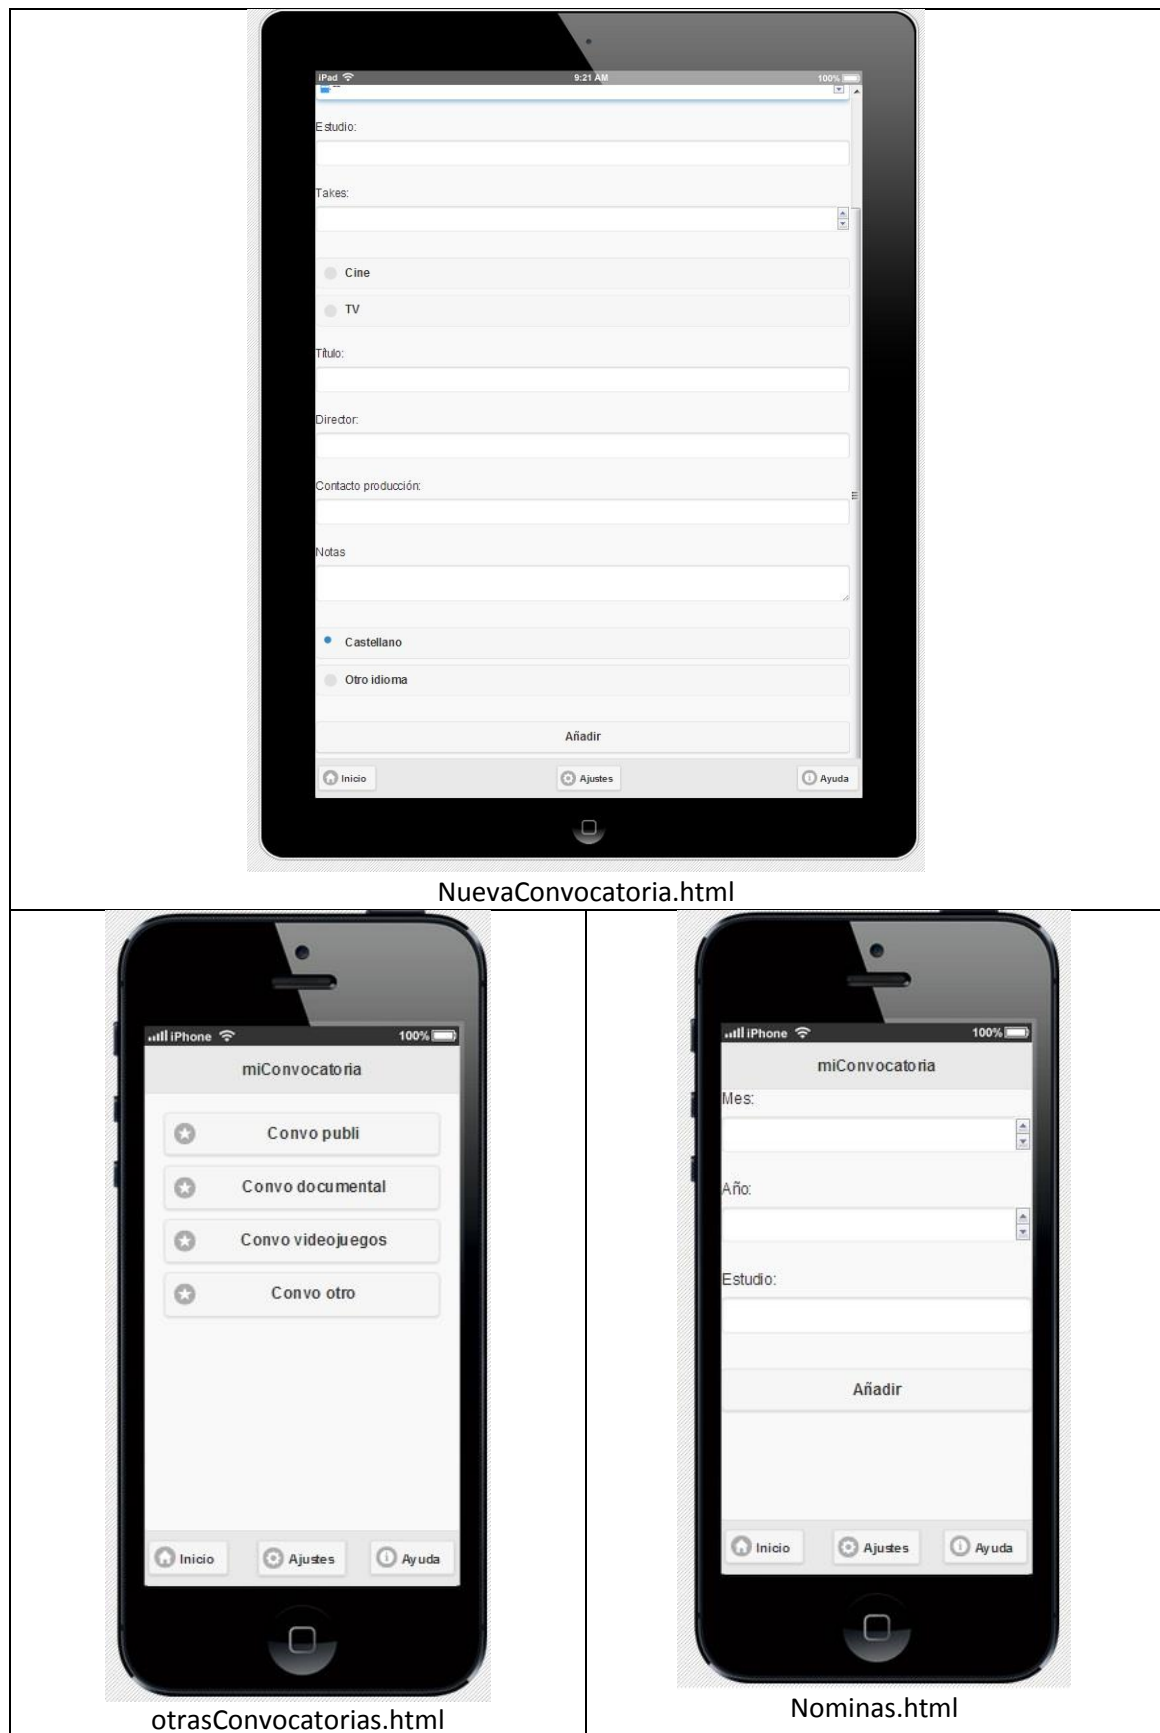 iPad 9:21 AM 100%
Estudio:
Takes:
Cine
TV
Título:
Director:
Contacto producción:
Notas
Castellano
Otro idioma
Añadir
Inicio Ajustes Ayuda
NuevaConvocatoria.html
iPhone 100%
miConvocatoria
Convo publi
Convo documental
Convo videojuegos
Convo otro
Inicio Ajustes Ayuda
otrasConvocatorias.html
iPhone 100%
miConvocatoria
Mes:
Año:
Estudio:
Añadir
Inicio Ajustes Ayuda
Nominas.html